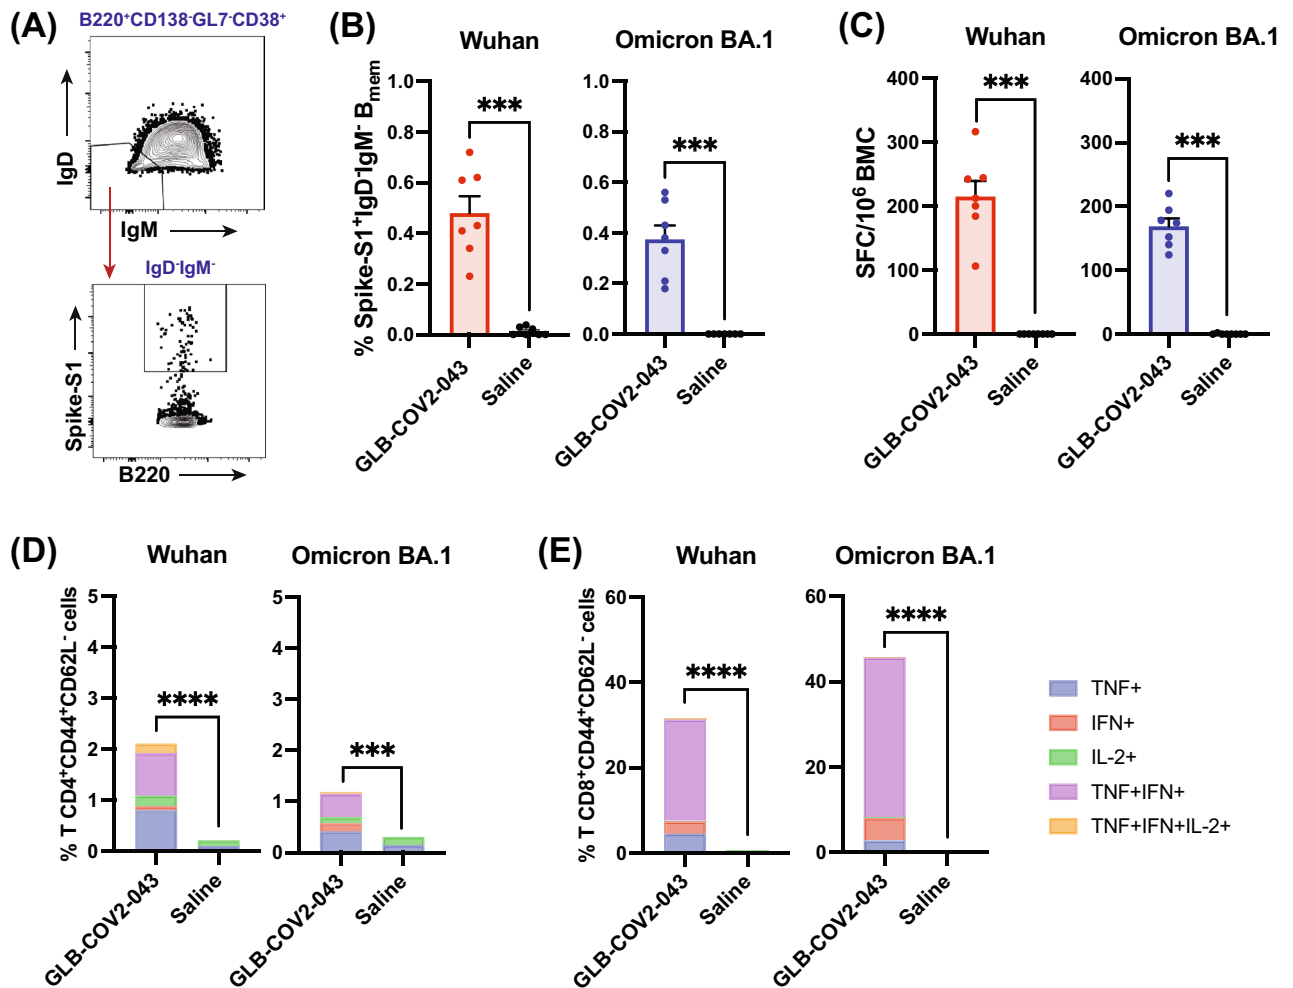 (A)
B220⁺CD138⁻GL7⁻CD38⁺
IgD
IgM
IgD⁻IgM⁻
Spike-S1
B220
(B)
Wuhan
Omicron BA.1
% Spike-S1⁺IgD⁻IgM⁻ Bmem
1.0
0.8
0.6
0.4
0.2
0.0
***
GLB-COV2-043
Saline
1.0
0.8
0.6
0.4
0.2
0.0
***
GLB-COV2-043
Saline
(C)
Wuhan
Omicron BA.1
SFC/10⁶ BMC
400
300
200
100
0
***
GLB-COV2-043
Saline
400
300
200
100
0
***
GLB-COV2-043
Saline
(D)
Wuhan
Omicron BA.1
% T CD4⁺CD44⁺CD62L⁻ cells
5
4
3
2
1
0
****
GLB-COV2-043
Saline
5
4
3
2
1
0
***
GLB-COV2-043
Saline
(E)
Wuhan
Omicron BA.1
% T CD8⁺CD44⁺CD62L⁻ cells
60
40
20
0
****
GLB-COV2-043
Saline
60
40
20
0
****
GLB-COV2-043
Saline
TNF+
IFN+
IL-2+
TNF+IFN+
TNF+IFN+IL-2+